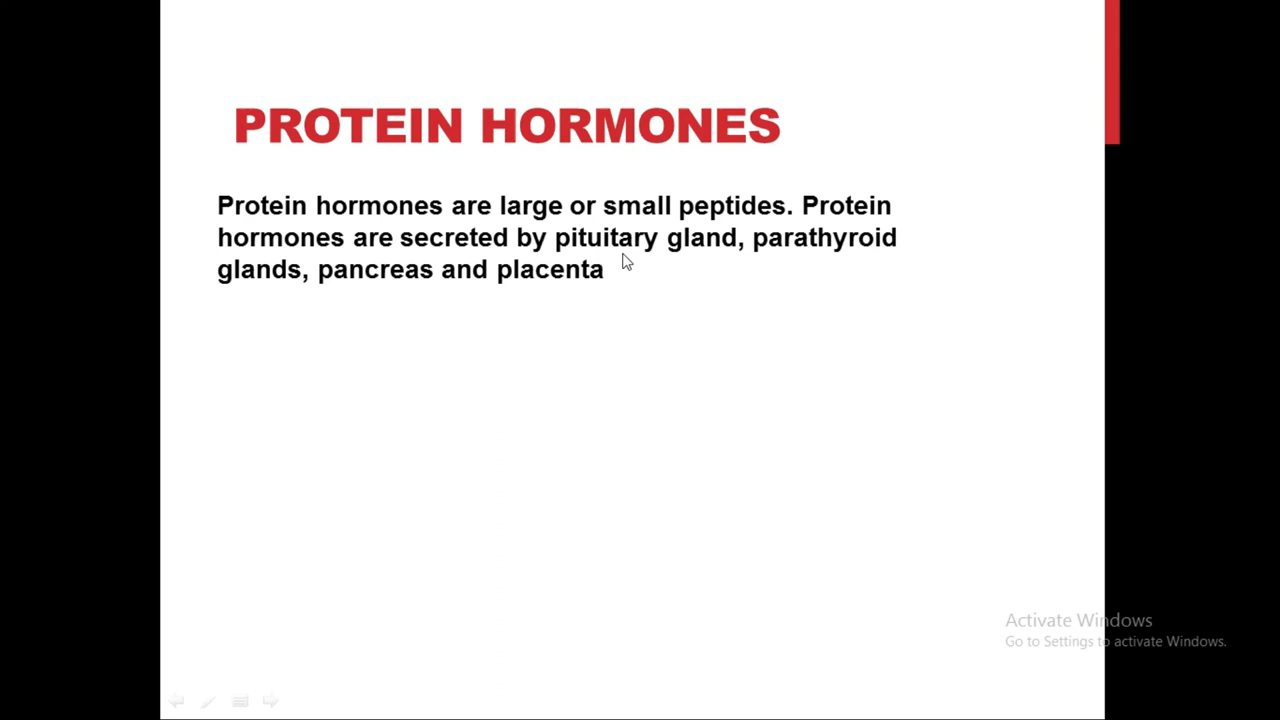 PROTEIN HORMONES
Protein hormones are large or small peptides. Protein
hormones are secreted by pituitary gland, parathyroid
glands, pancreas and placenta
Activate Windows
Go to Settings to activate Windows.